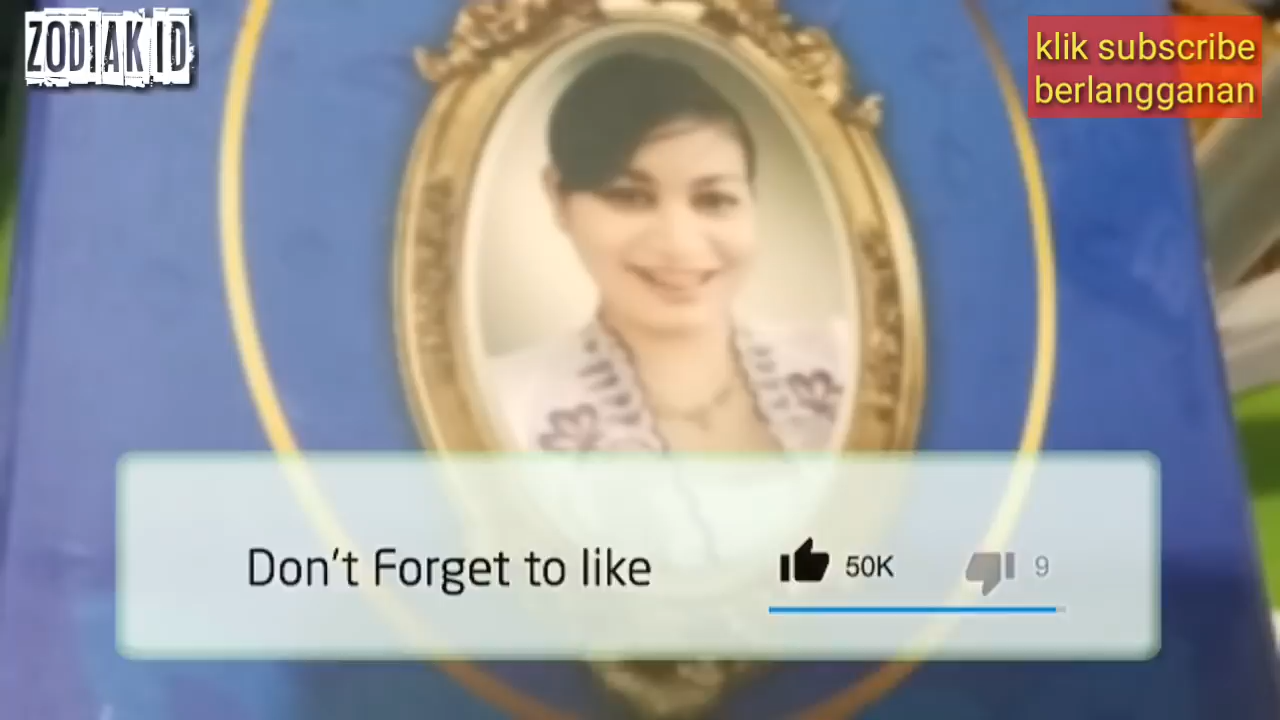 ZODIAK ID
klik subscribe
berlangganan
Don't Forget to like
50K
9